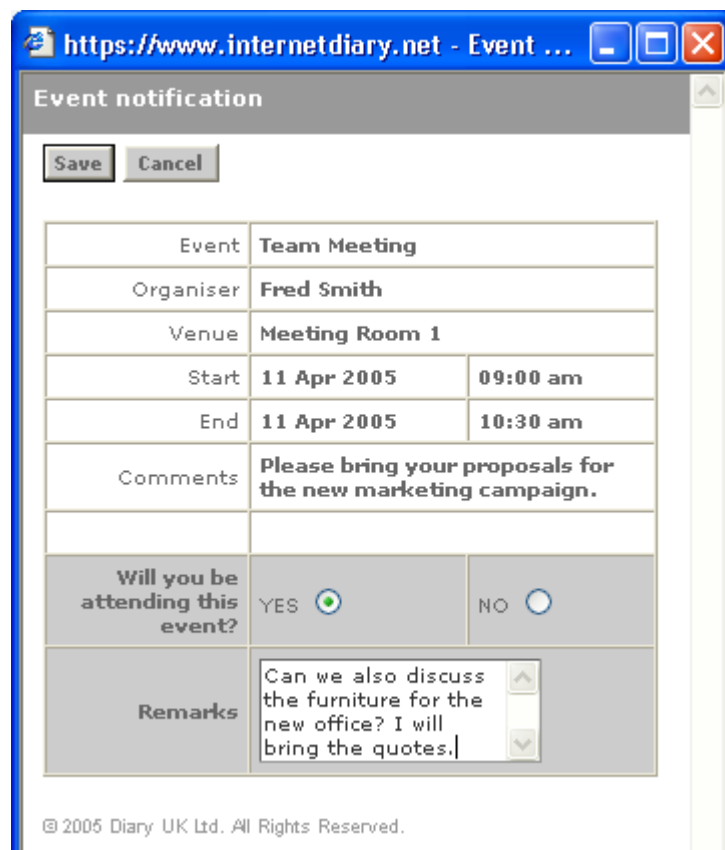 https://www.internetdiary.net - Event ...
Event notification
Save Cancel
Event Team Meeting
Organiser Fred Smith
Venue Meeting Room 1
Start 11 Apr 2005 09:00 am
End 11 Apr 2005 10:30 am
Comments Please bring your proposals for
the new marketing campaign.
Will you be
attending this
event?
YES NO
Remarks
Can we also discuss
the furniture for the
new office? I will
bring the quotes.
© 2005 Diary UK Ltd. All Rights Reserved.